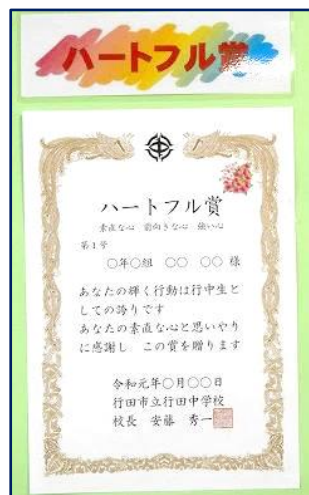 ハートフル賞
ハートフル賞
素直な心 前向きな心 強い心
第1号
○年○組 ○○ ○○ 様
あなたの輝く行動は行中生と
しての誇りです
あなたの素直な心と思いやり
に感謝し この賞を贈ります
令和元年○月○○日
行田市立行田中学校
校長 安藤 秀一